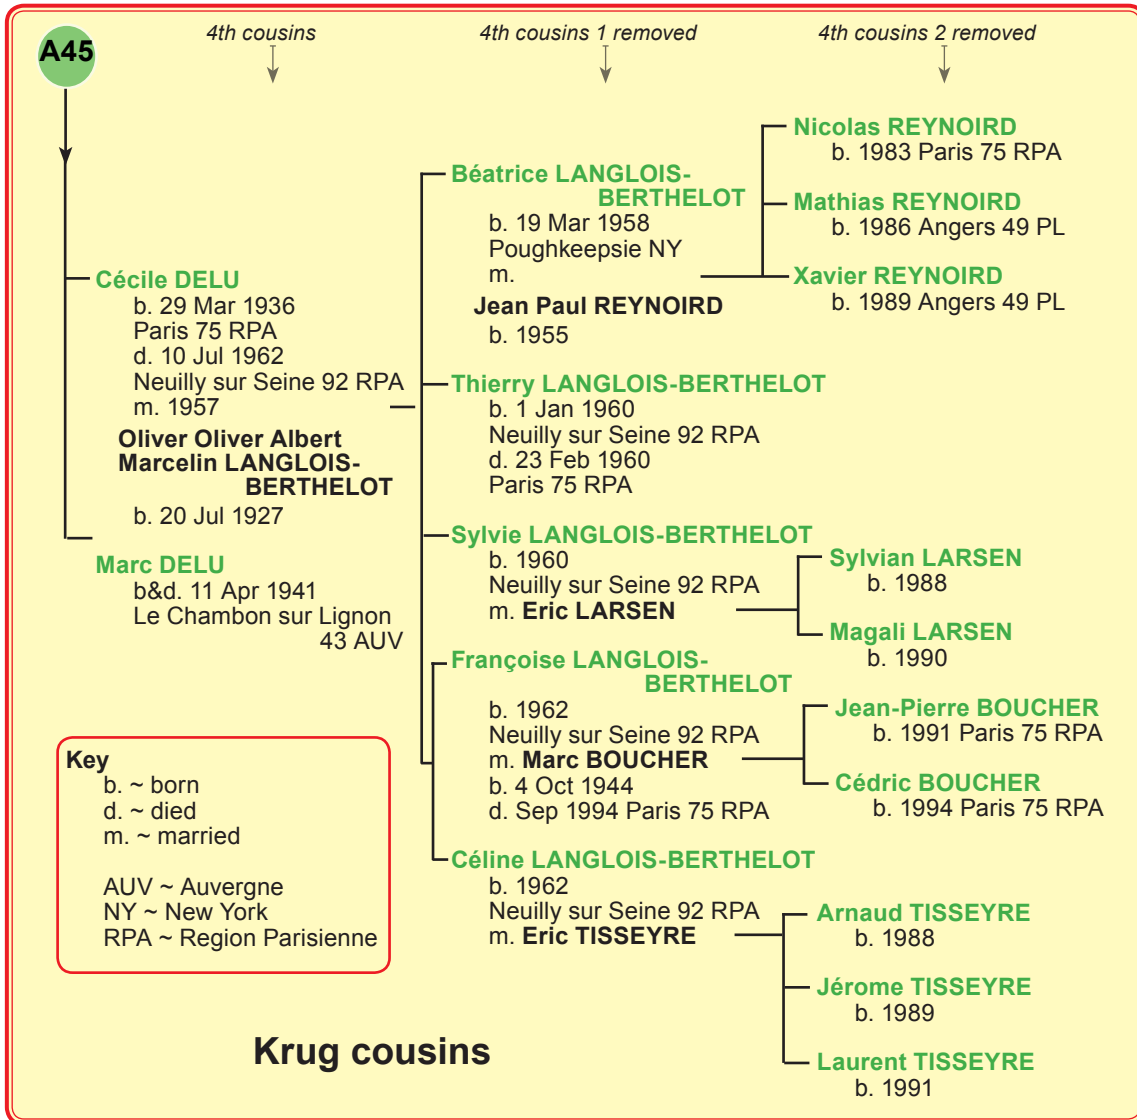 A45
4th cousins
4th cousins 1 removed
4th cousins 2 removed
Cécile DELU
b. 29 Mar 1936
Paris 75 RPA
d. 10 Jul 1962
Neuilly sur Seine 92 RPA
m. 1957
Oliver Oliver Albert
Marcelin LANGLOIS-
BERTHELOT
b. 20 Jul 1927
Marc DELU
b&d. 11 Apr 1941
Le Chambon sur Lignon
43 AUV
Béatrice LANGLOIS-
BERTHELOT
b. 19 Mar 1958
Poughkeepsie NY
m.
Jean Paul REYNOIRD
b. 1955
Thierry LANGLOIS-BERTHELOT
b. 1 Jan 1960
Neuilly sur Seine 92 RPA
d. 23 Feb 1960
Paris 75 RPA
Sylvie LANGLOIS-BERTHELOT
b. 1960
Neuilly sur Seine 92 RPA
m. Eric LARSEN
Françoise LANGLOIS-
BERTHELOT
b. 1962
Neuilly sur Seine 92 RPA
m. Marc BOUCHER
b. 4 Oct 1944
d. Sep 1994 Paris 75 RPA
Céline LANGLOIS-BERTHELOT
b. 1962
Neuilly sur Seine 92 RPA
m. Eric TISSEYRE
Nicolas REYNOIRD
b. 1983 Paris 75 RPA
Mathias REYNOIRD
b. 1986 Angers 49 PL
Xavier REYNOIRD
b. 1989 Angers 49 PL
Sylvian LARSEN
b. 1988
Magali LARSEN
b. 1990
Jean-Pierre BOUCHER
b. 1991 Paris 75 RPA
Cédric BOUCHER
b. 1994 Paris 75 RPA
Arnaud TISSEYRE
b. 1988
Jérome TISSEYRE
b. 1989
Laurent TISSEYRE
b. 1991
Key
b. ~ born
d. ~ died
m. ~ married
AUV ~ Auvergne
NY ~ New York
RPA ~ Region Parisienne
Krug cousins